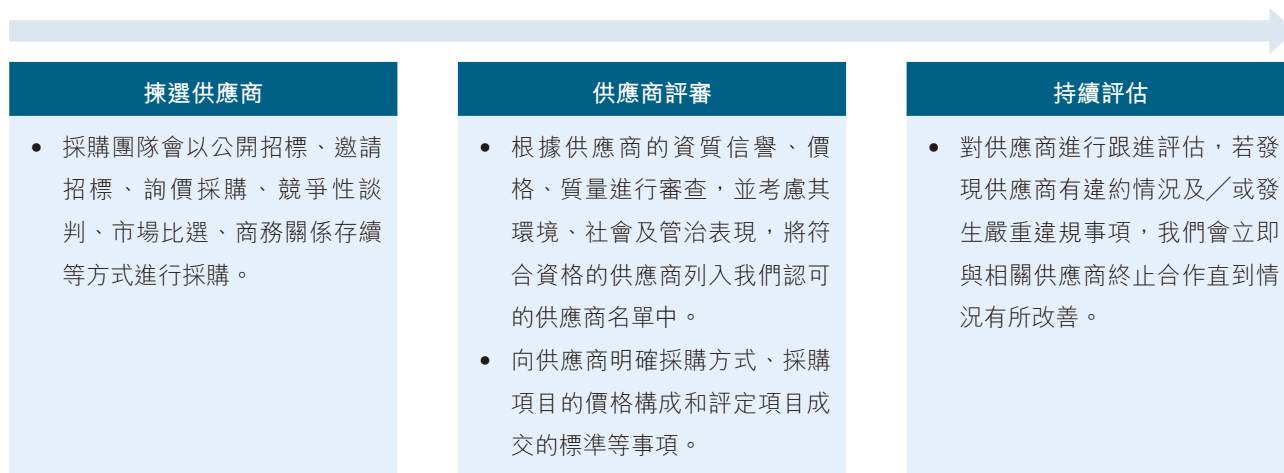 揀選供應商
• 採購團隊會以公開招標、邀請
招標、詢價採購、競爭性談
判、市場比選、商務關係存續
等方式進行採購。
供應商評審
• 根據供應商的資質信譽、價
格、質量進行審查，並考慮其
環境、社會及管治表現，將符
合資格的供應商列入我們認可
的供應商名單中。
• 向供應商明確採購方式、採購
項目的價格構成和評定項目成
交的標準等事項。
持續評估
• 對供應商進行跟進評估，若發
現供應商有違約情況及／或發
生嚴重違規事項，我們會立即
與相關供應商終止合作直到情
況有所改善。